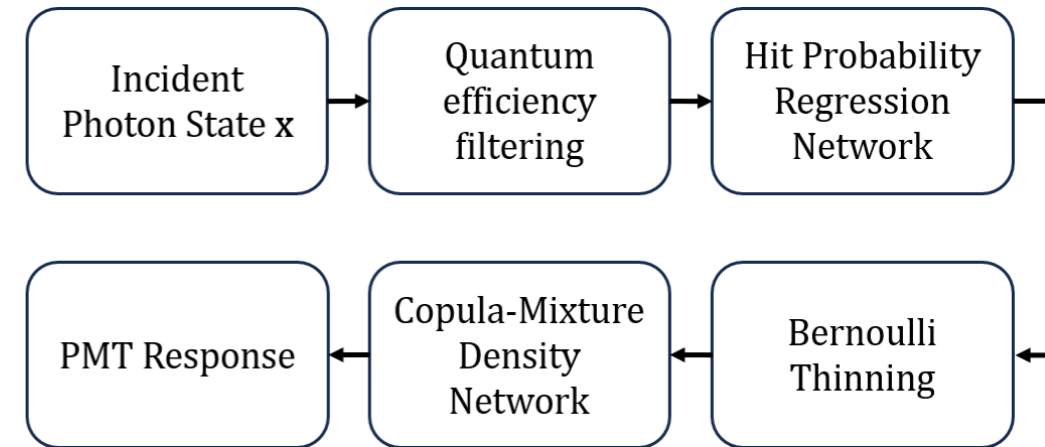 Incident
Photon State x
Quantum
efficiency
filtering
Hit Probability
Regression
Network
PMT Response
Copula-Mixture
Density
Network
Bernoulli
Thinning